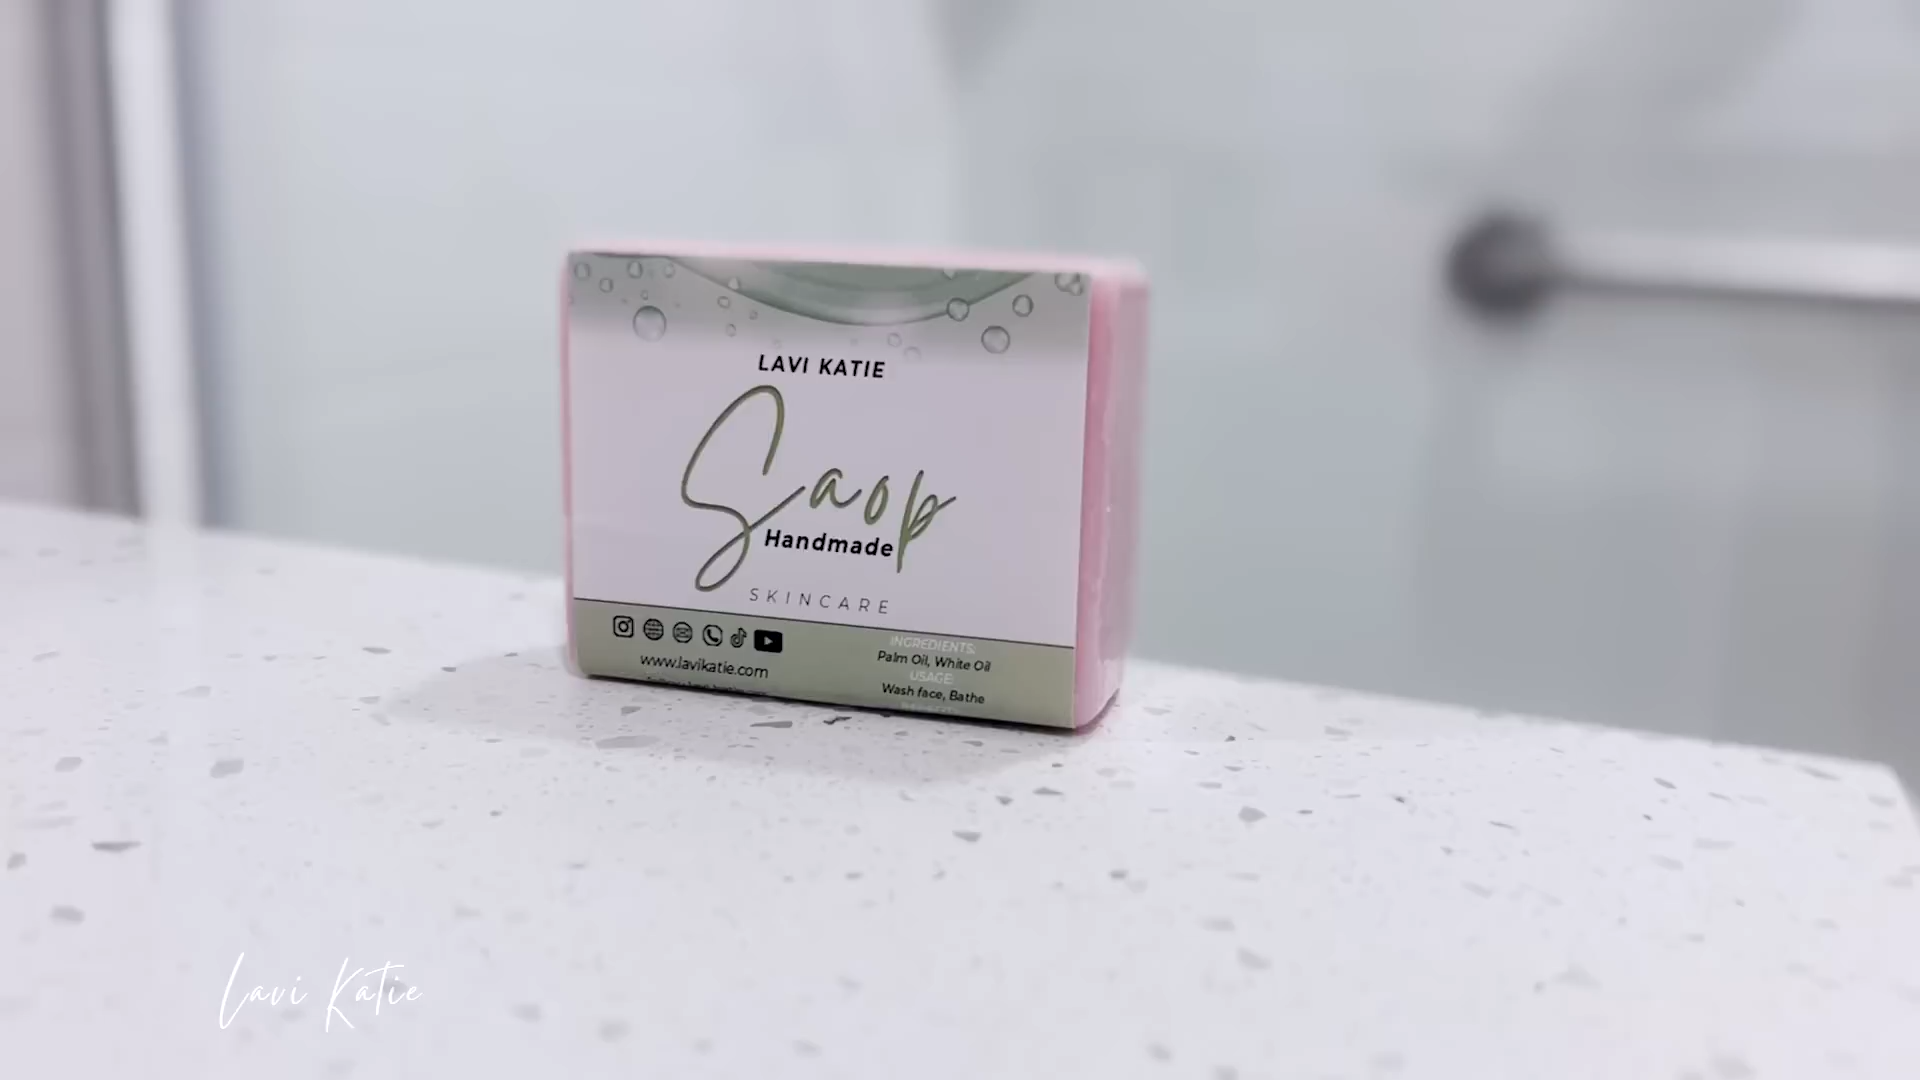 LAVI KATIE
Saop
Handmade
SKINCARE
www.lavikatie.com
INGREDIENTS:
Palm Oil, White Oil
USAGE:
Wash face, Bathe
Lavi Katie